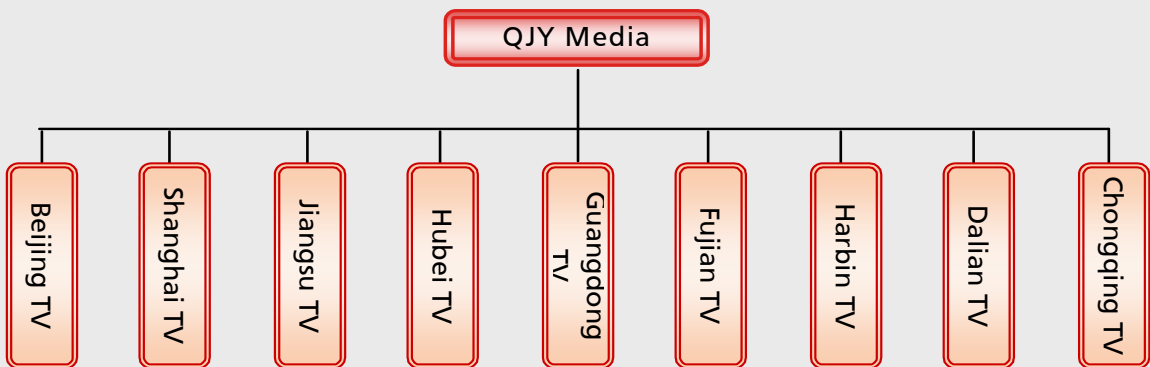 QJY Media
Beijing TV
Shanghai TV
Jiangsu TV
Hubei TV
Guangdong
TV
Fujian TV
Harbin TV
Dalian TV
Chongqing TV